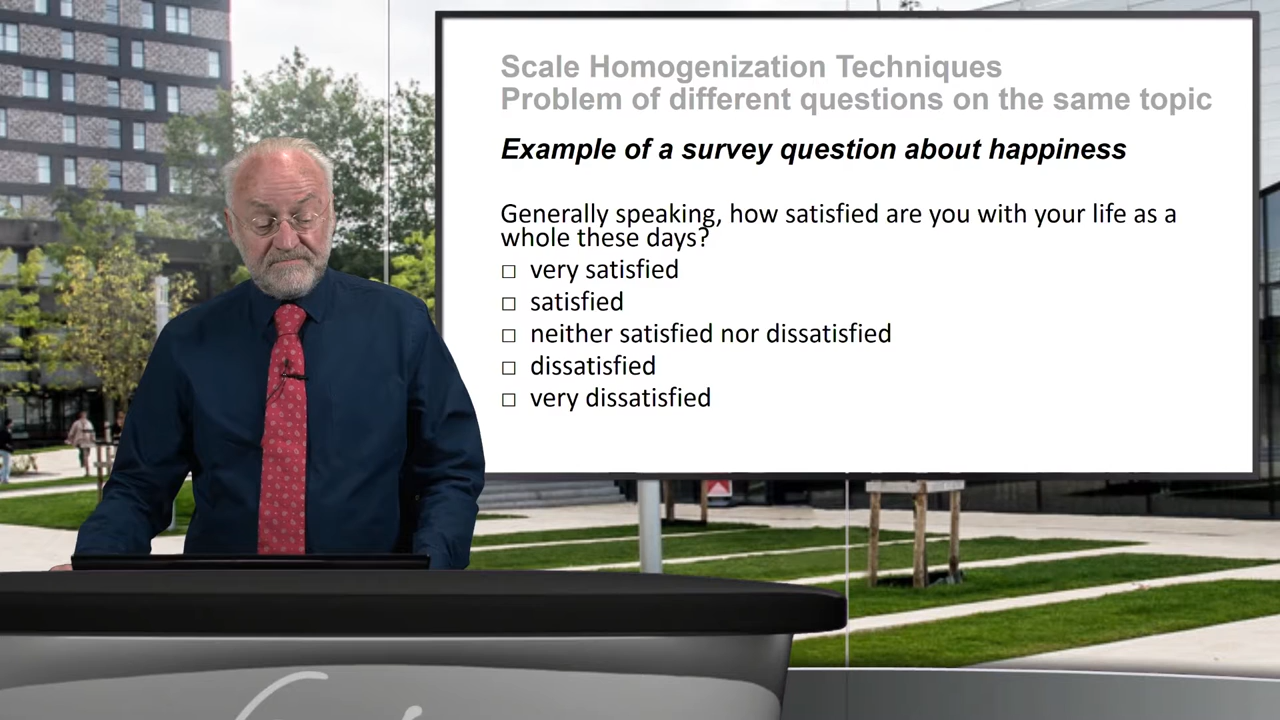 Scale Homogenization Techniques
Problem of different questions on the same topic
Example of a survey question about happiness
Generally speaking, how satisfied are you with your life as a
whole these days?
□ very satisfied
□ satisfied
□ neither satisfied nor dissatisfied
□ dissatisfied
□ very dissatisfied